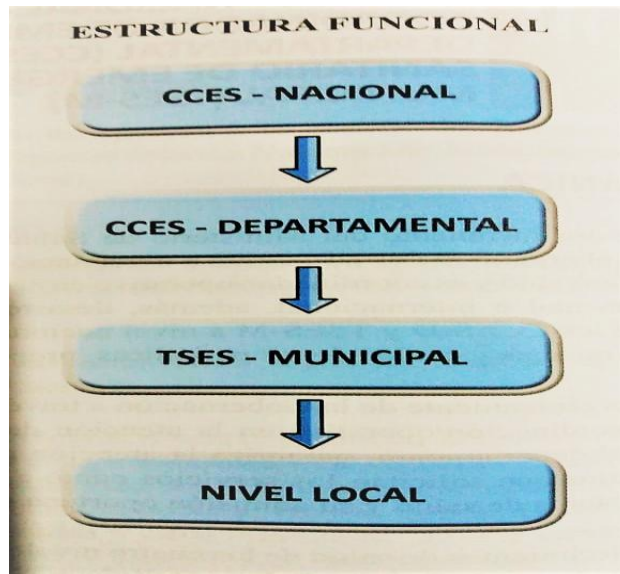 ESTRUCTURA FUNCIONAL
CCES - NACIONAL
CCES - DEPARTAMENTAL
TSES - MUNICIPAL
NIVEL LOCAL